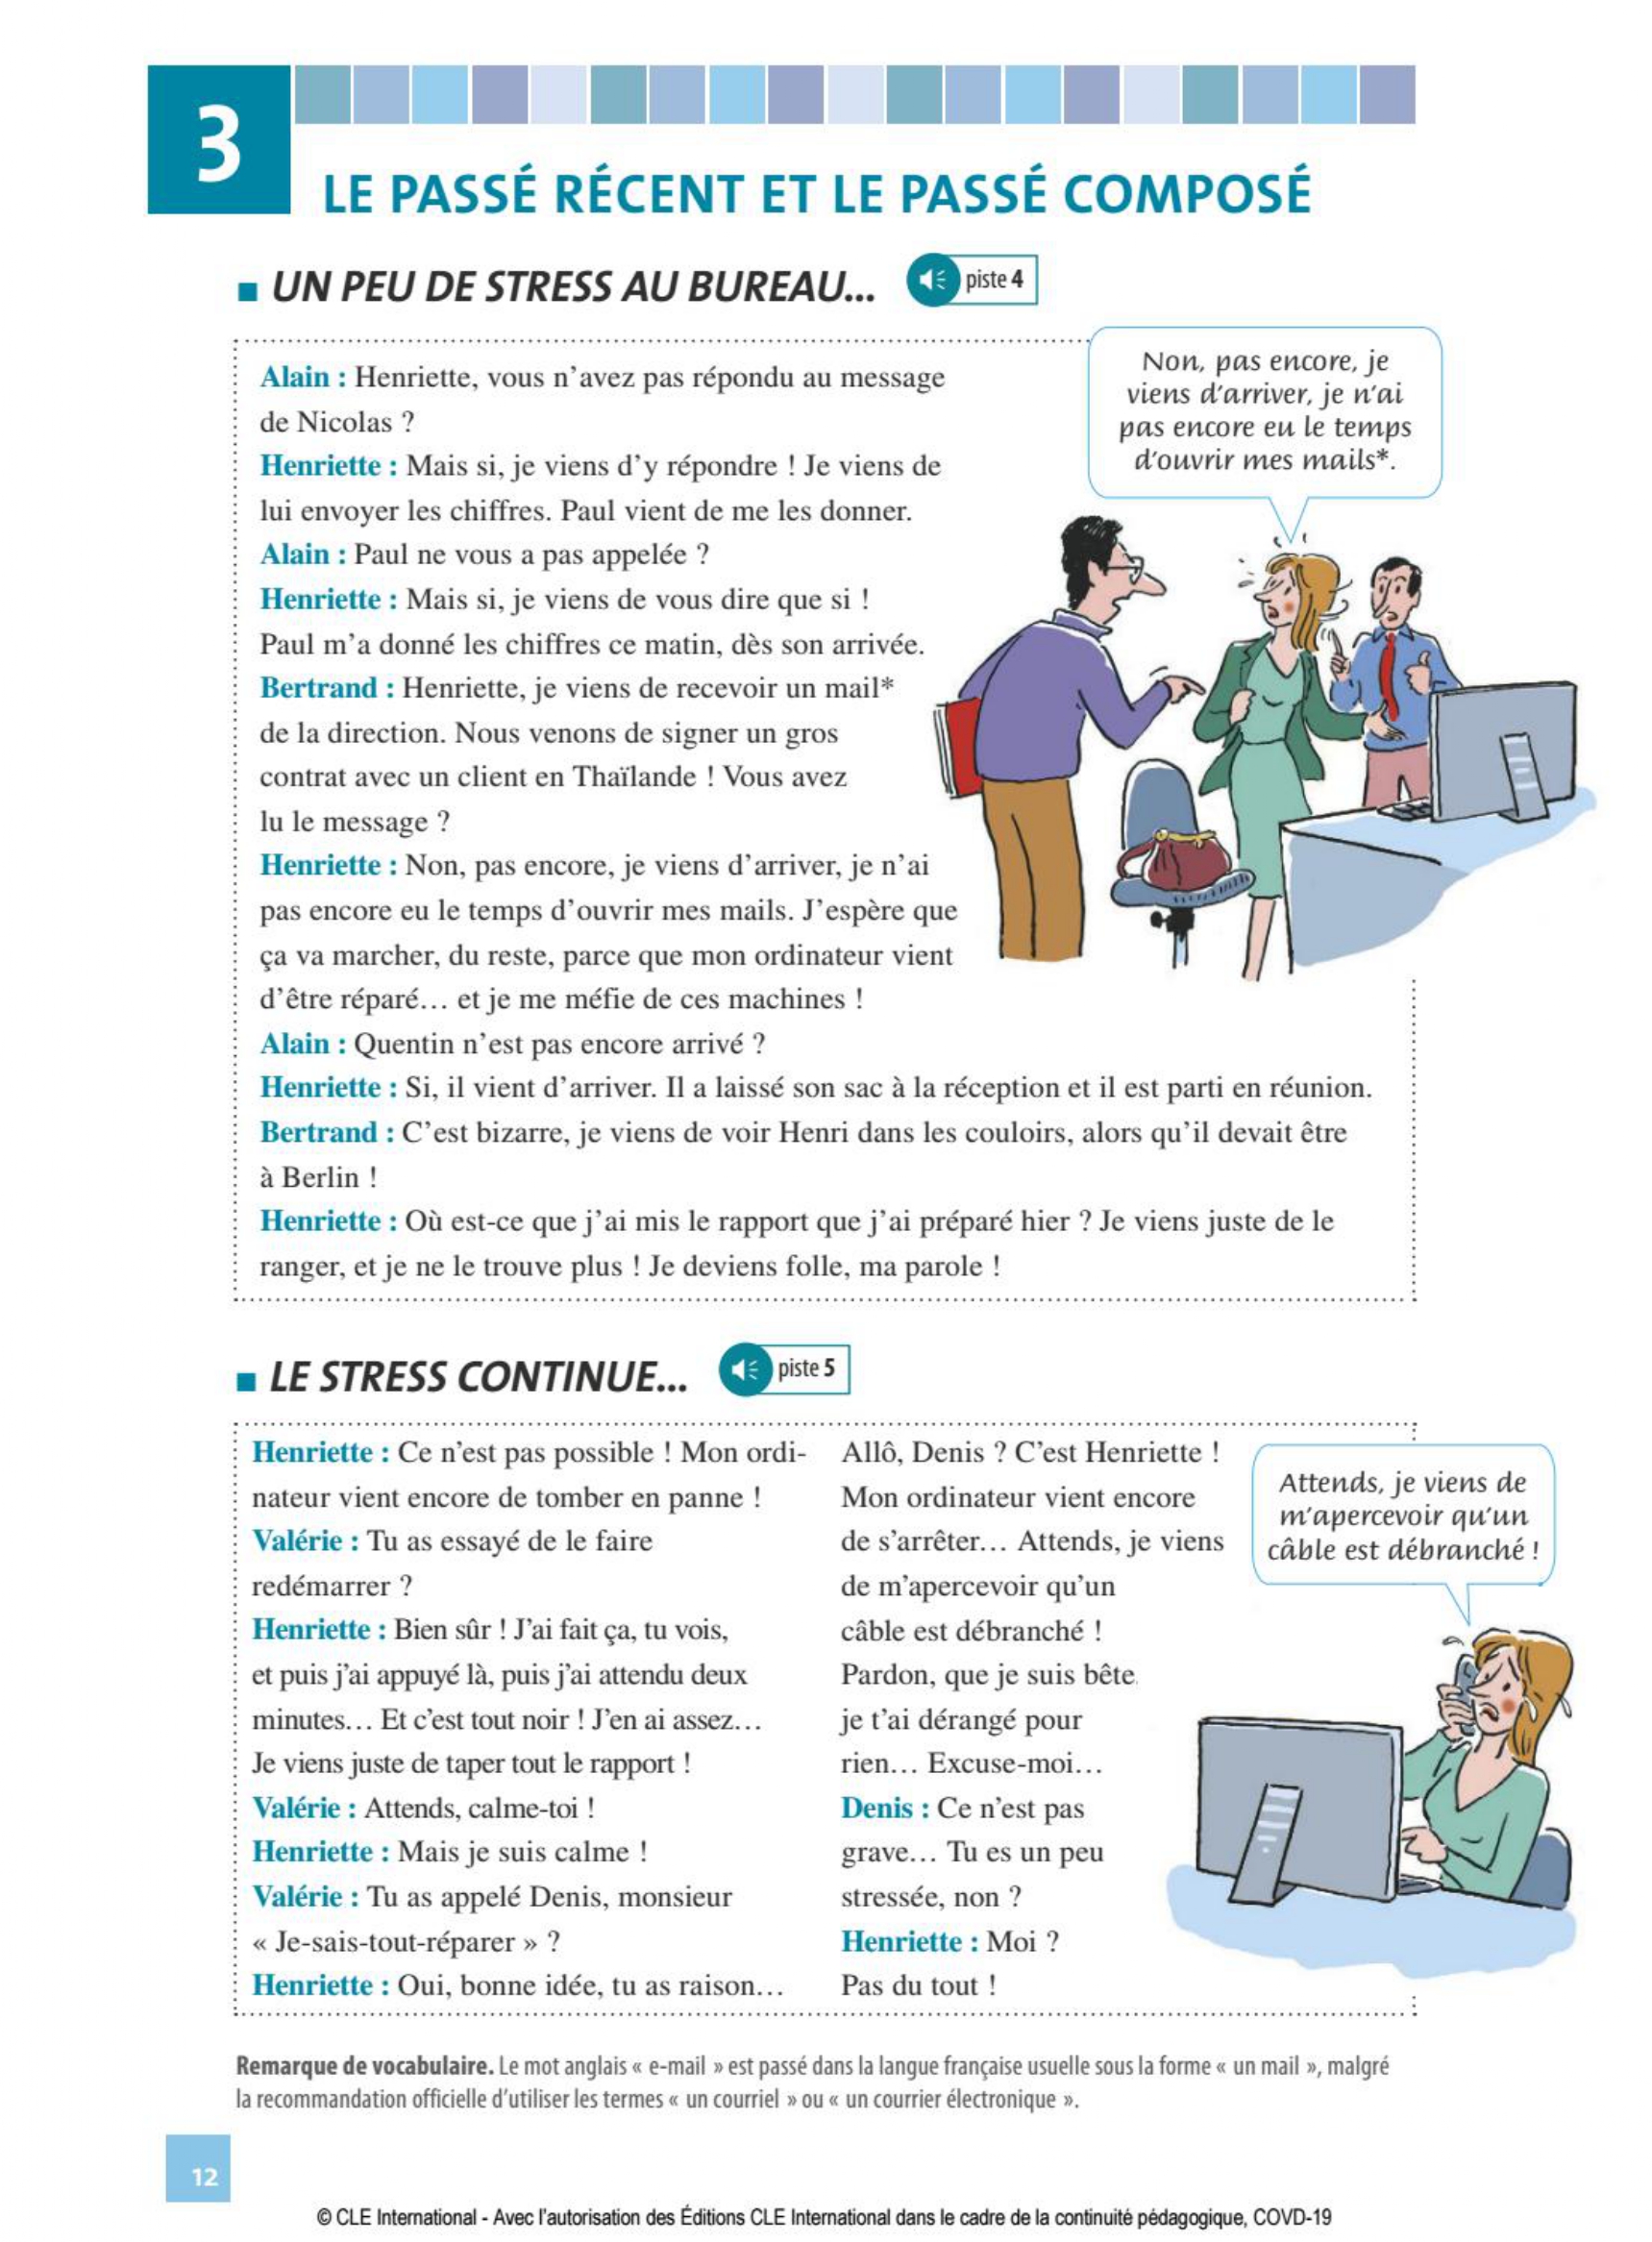 3
LE PASSÉ RÉCENT ET LE PASSÉ COMPOSÉ
UN PEU DE STRESS AU BUREAU...
piste 4
Alain : Henriette, vous n'avez pas répondu au message
de Nicolas ?
Henriette : Mais si, je viens d'y répondre ! Je viens de
lui envoyer les chiffres. Paul vient de me les donner.
Alain : Paul ne vous a pas appelée ?
Henriette : Mais si, je viens de vous dire que si !
Paul m'a donné les chiffres ce matin, dès son arrivée.
Bertrand : Henriette, je viens de recevoir un mail*
de la direction. Nous venons de signer un gros
contrat avec un client en Thaïlande ! Vous avez
lu le message ?
Henriette : Non, pas encore, je viens d'arriver, je n'ai
pas encore eu le temps d'ouvrir mes mails. J'espère que
ça va marcher, du reste, parce que mon ordinateur vient
d'être réparé… et je me méfie de ces machines !
Alain : Quentin n'est pas encore arrivé ?
Henriette : Si, il vient d'arriver. Il a laissé son sac à la réception et il est parti en réunion.
Bertrand : C'est bizarre, je viens de voir Henri dans les couloirs, alors qu'il devait être
à Berlin !
Henriette : Où est-ce que j'ai mis le rapport que j'ai préparé hier ? Je viens juste de le
ranger, et je ne le trouve plus ! Je deviens folle, ma parole !
Non, pas encore, je
viens d'arriver, je n'ai
pas encore eu le temps
d'ouvrir mes mails*.
LE STRESS CONTINUE...
piste 5
Henriette : Ce n'est pas possible ! Mon ordi-
nateur vient encore de tomber en panne !
Valérie : Tu as essayé de le faire
redémarrer ?
Henriette : Bien sûr ! J'ai fait ça, tu vois,
et puis j'ai appuyé là, puis j'ai attendu deux
minutes… Et c'est tout noir ! J'en ai assez…
Je viens juste de taper tout le rapport !
Valérie : Attends, calme-toi !
Henriette : Mais je suis calme !
Valérie : Tu as appelé Denis, monsieur
« Je-sais-tout-réparer » ?
Henriette : Oui, bonne idée, tu as raison…
Allô, Denis ? C'est Henriette !
Mon ordinateur vient encore
de s'arrêter… Attends, je viens
de m'apercevoir qu'un
câble est débranché !
Pardon, que je suis bête.
je t'ai dérangé pour
rien… Excuse-moi…
Denis : Ce n'est pas
grave… Tu es un peu
stressée, non ?
Henriette : Moi ?
Pas du tout !
Attends, je viens de
m'apercevoir qu'un
câble est débranché !
Remarque de vocabulaire. Le mot anglais « e-mail » est passé dans la langue française usuelle sous la forme « un mail », malgré
la recommandation officielle d'utiliser les termes « un courriel » ou « un courrier électronique ».
12
© CLE International - Avec l'autorisation des Éditions CLE International dans le cadre de la continuité pédagogique, COVD-19